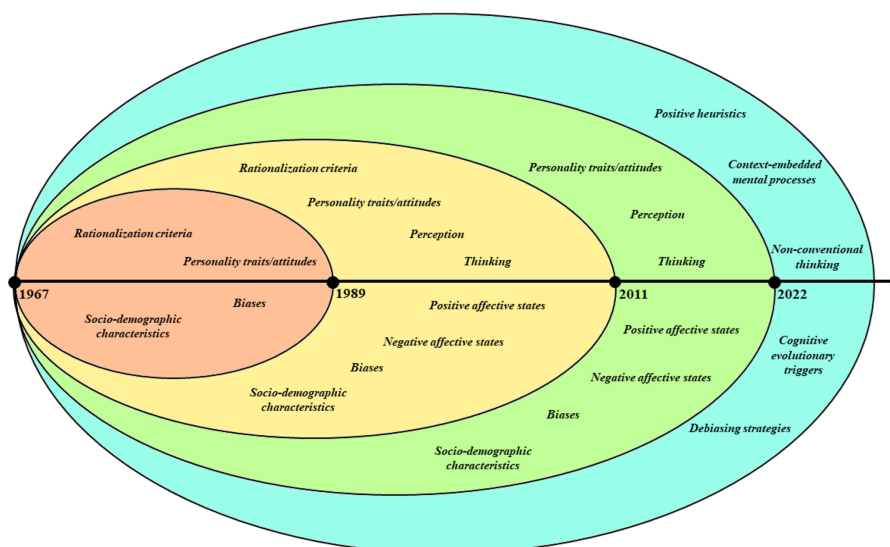 Positive heuristics
Context-embedded
mental processes
Personality traits/attitudes
Rationalization criteria
Personality traits/attitudes
Perception
Rationalization criteria
Perception
Non-conventional
thinking
Personality traits/attitudes
Thinking
Thinking
1967
1989
2011
2022
Biases
Positive affective states
Socio-demographic
characteristics
Positive affective states
Negative affective states
Cognitive
evolutionary
triggers
Biases
Negative affective states
Socio-demographic
characteristics
Biases
Debiasing strategies
Socio-demographic
characteristics